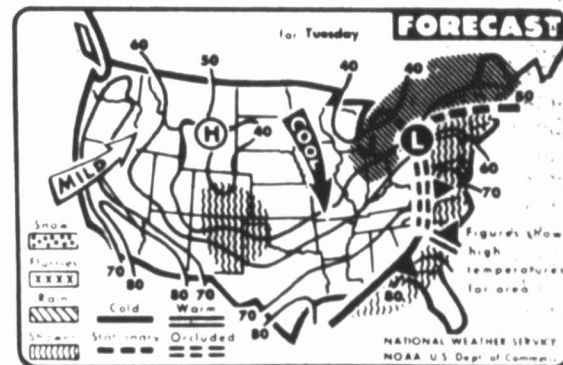 for Tuesday
FORECAST
60
50
40
40
80
H
40
COOL
L
60
70
MILD
Snow
Flurries
Rain
Showers
70
80
80
70
70
80
80
Cold
Warm
Stationary
Occluded
Figures show
high
temperatures
for area
NATIONAL WEATHER SERVICE
NOAA U S Dept of Commerce